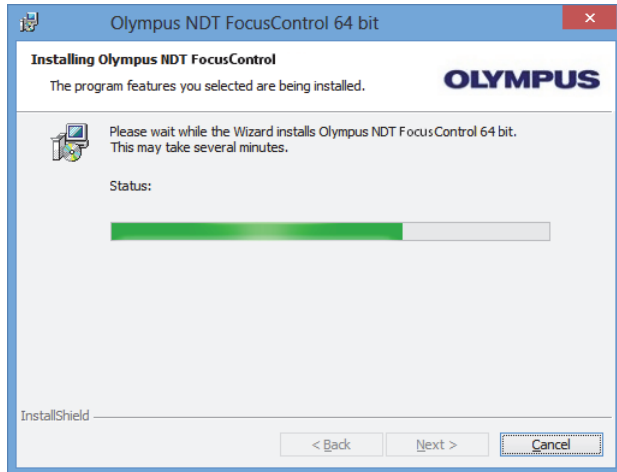 Olympus NDT FocusControl 64 bit
Installing Olympus NDT FocusControl
The program features you selected are being installed.
OLYMPUS
Please wait while the Wizard installs Olympus NDT FocusControl 64 bit.
This may take several minutes.
Status:
InstallShield
< Back
Next >
Cancel